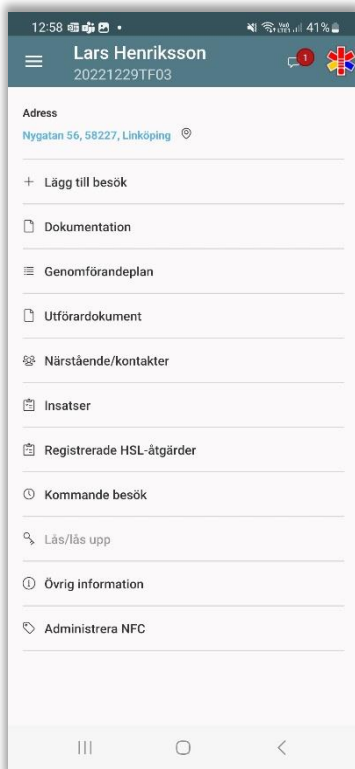 12:58 41%
Lars Henriksson
20221229TF03
1
Adress
Nygatan 56, 58227, Linköping
Lägg till besök
Dokumentation
Genomförandeplan
Utförardokument
Närstående/kontakter
Insatser
Registrerade HSL-åtgärder
Kommande besök
Lås/lås upp
Övrig information
Administrera NFC